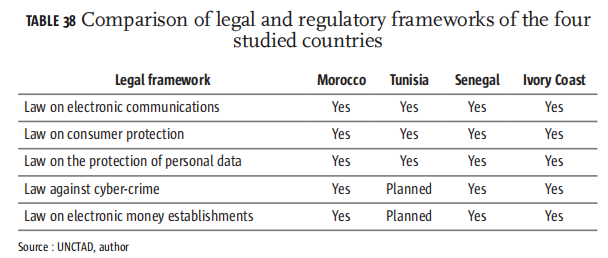 TABLE 38 Comparison of legal and regulatory frameworks of the four
studied countries
Legal framework Morocco Tunisia Senegal Ivory Coast
Law on electronic communications Yes Yes Yes Yes
Law on consumer protection Yes Yes Yes Yes
Law on the protection of personal data Yes Yes Yes Yes
Law against cyber-crime Yes Planned Yes Yes
Law on electronic money establishments Yes Planned Yes Yes
Source : UNCTAD, author